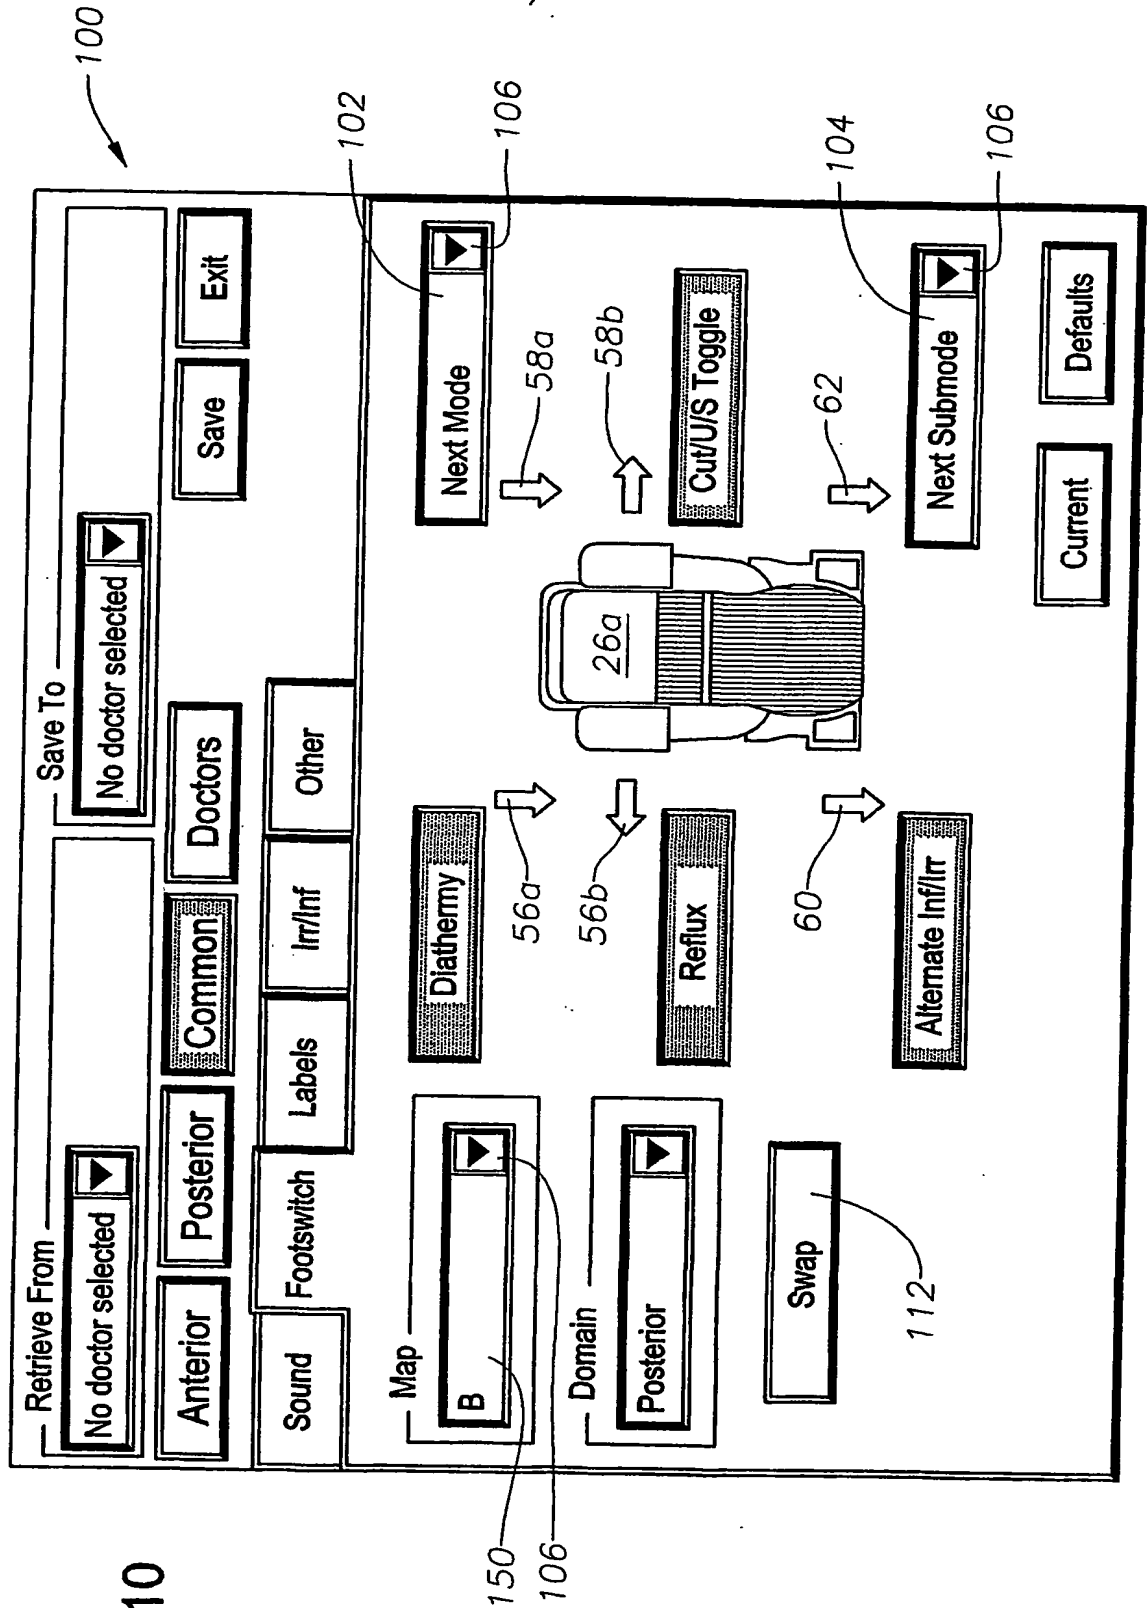 10
100
Retrieve From
Save To
No doctor selected
No doctor selected
Anterior
Posterior
Common
Doctors
Save
Exit
Sound
Footswitch
Labels
Irr/Inf
Other
Map
B
150
106
Domain
Posterior
Swap
112
Diathermy
56a
56b
Reflux
60
Alternate Inf/Irr
26a
Next Mode
102
106
58a
58b
Cut/U/S Toggle
62
Next Submode
104
106
Current
Defaults